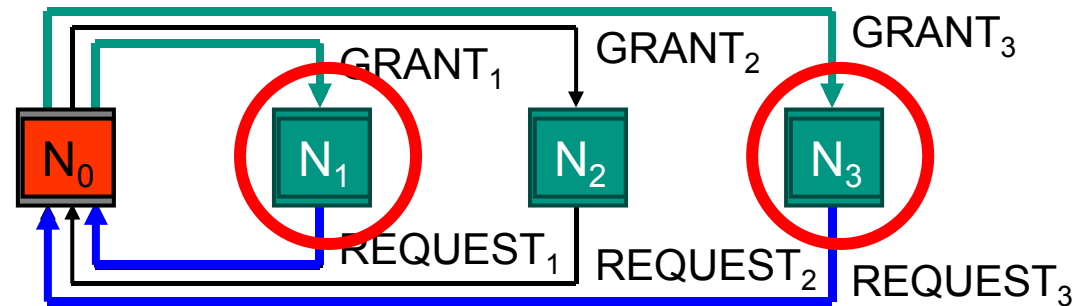 GRANT₃
GRANT₂
GRANT₁
N₀
N₁
N₂
N₃
REQUEST₁
REQUEST₂
REQUEST₃